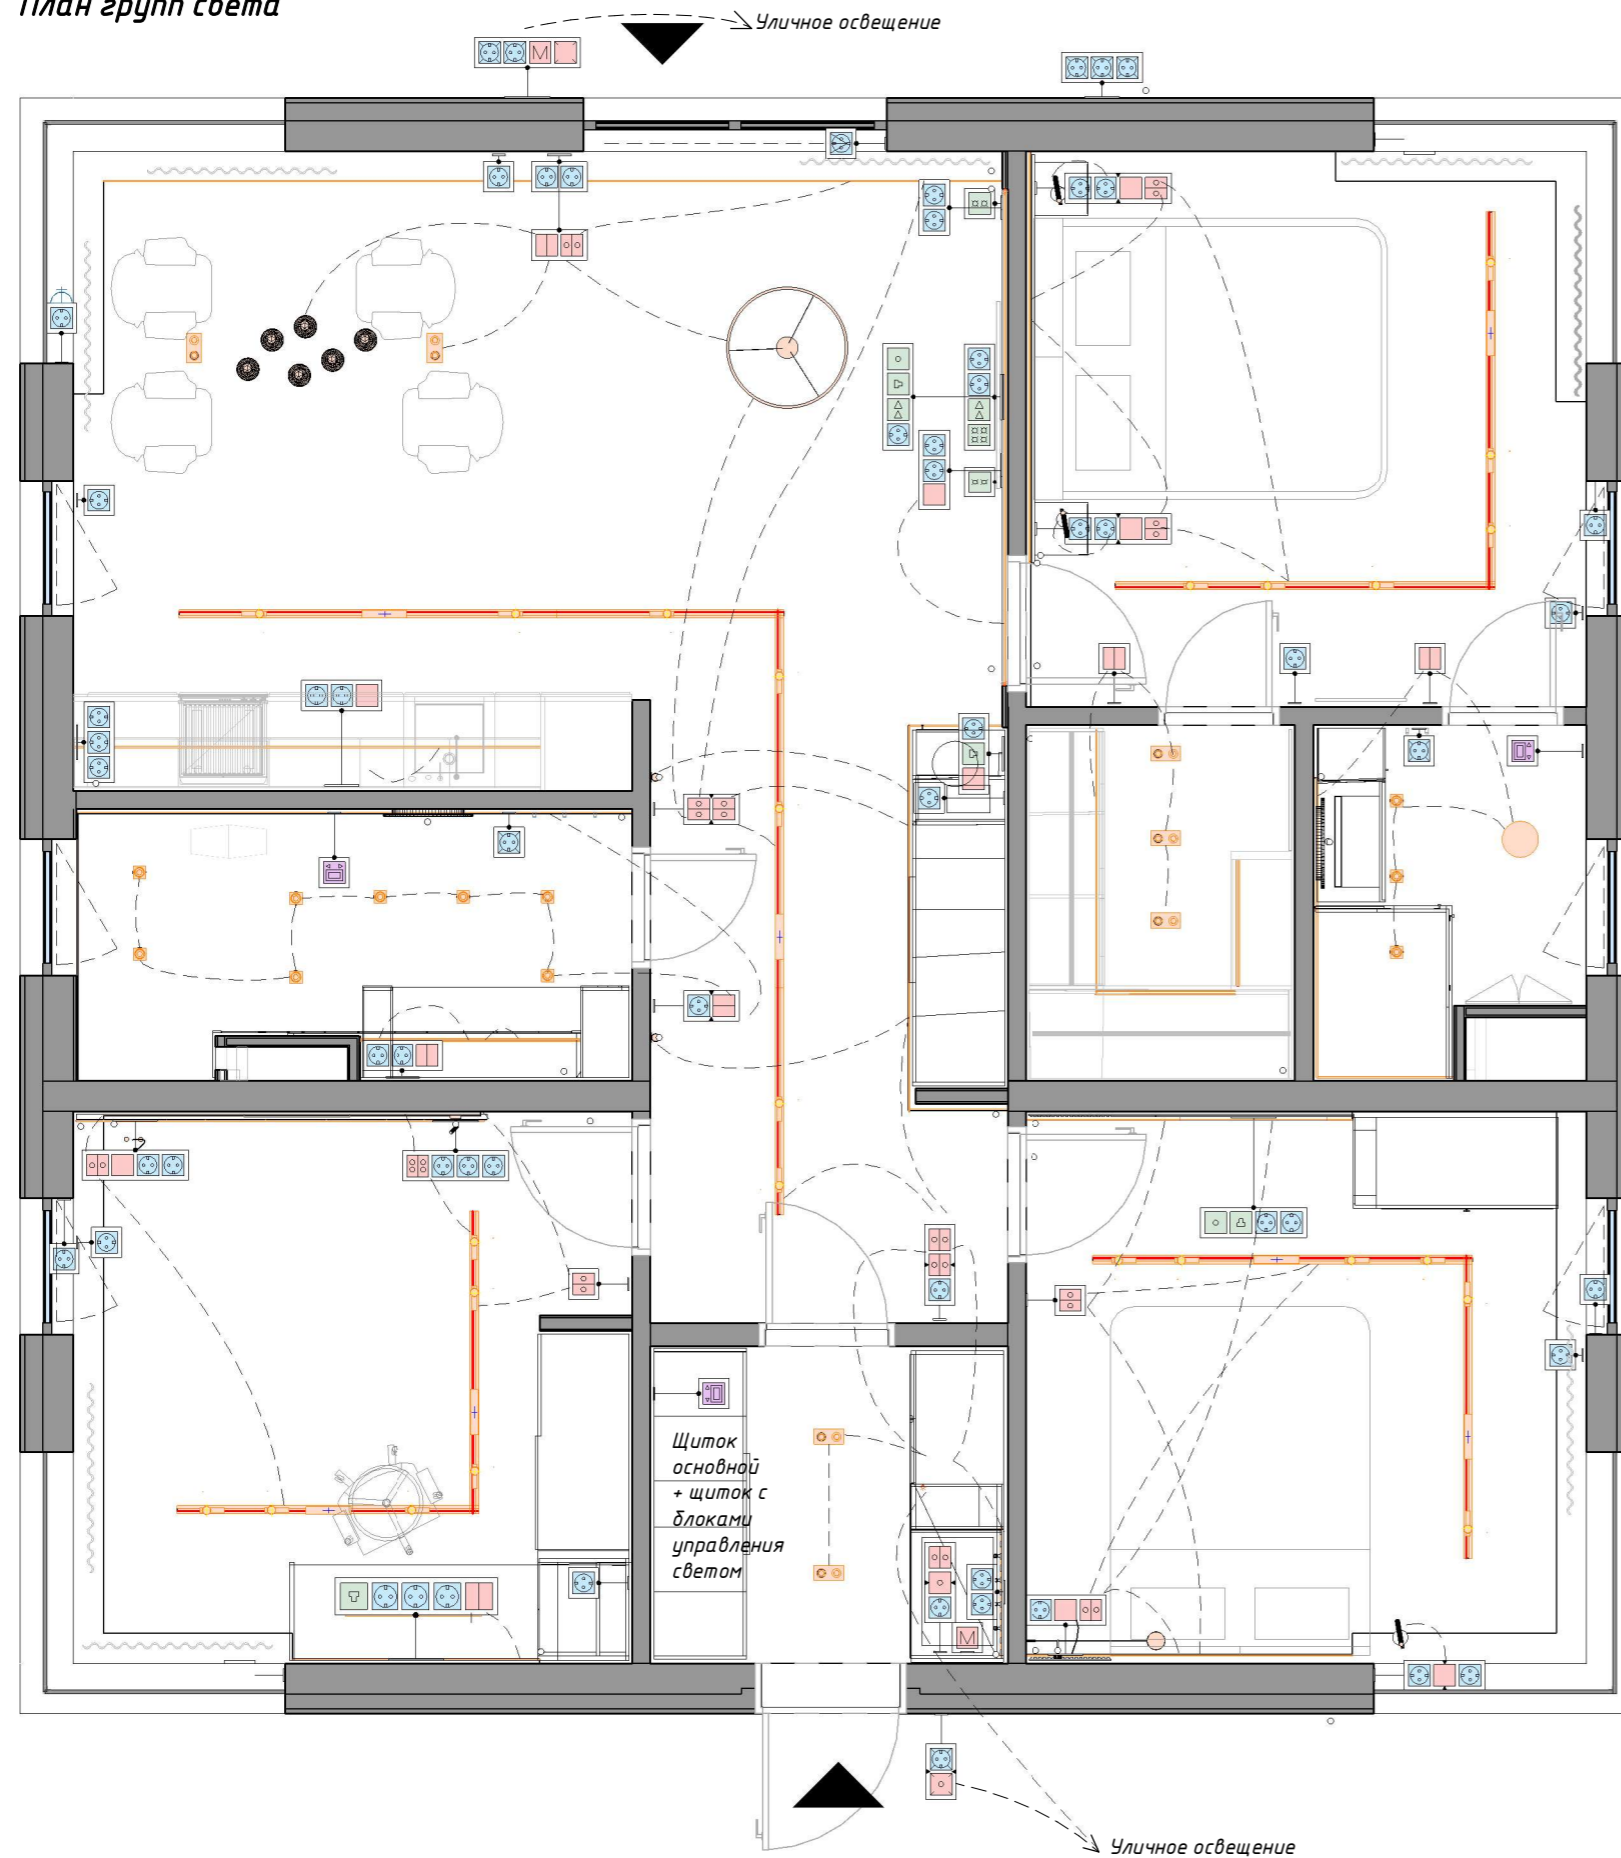 План групп света
Уличное освещение
M
Щиток
основной
+ щиток с
блоками
управления
светом
M
Уличное освещение